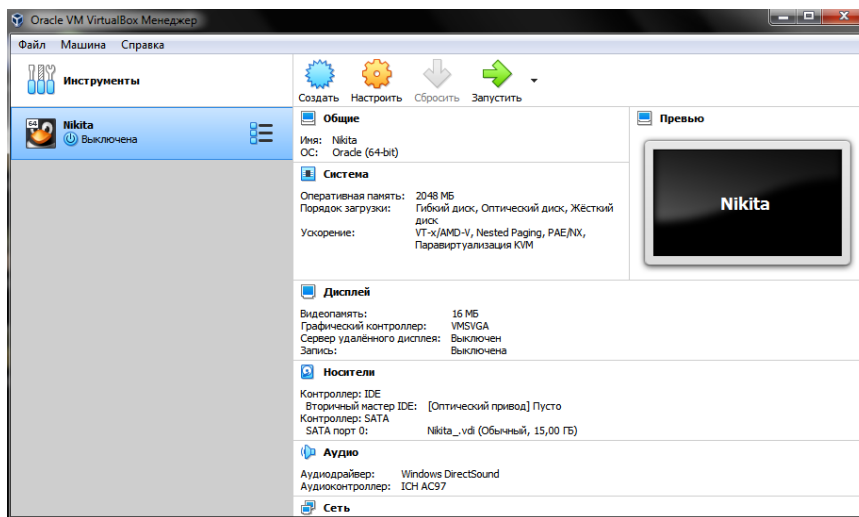 Oracle VM VirtualBox Менеджер
Файл Машина Справка
Инструменты
Создать Настроить Сбросить Запустить
64
Nikita
Выключена
Общие
Имя: Nikita
ОС: Oracle (64-bit)
Превью
Nikita
Система
Оперативная память: 2048 МБ
Порядок загрузки: Гибкий диск, Оптический диск, Жёсткий
диск
Ускорение: VT-x/AMD-V, Nested Paging, PAE/NX,
Паравиртуализация KVM
Дисплей
Видеопамять: 16 МБ
Графический контроллер: VMSVGA
Сервер удалённого дисплея: Выключен
Запись: Выключена
Носители
Контроллер: IDE
Вторичный мастер IDE: [Оптический привод] Пусто
Контроллер: SATA
SATA порт 0: Nikita_.vdi (Обычный, 15,00 ГБ)
Аудио
Аудиодрайвер: Windows DirectSound
Аудиоконтроллер: ICH AC97
Сеть